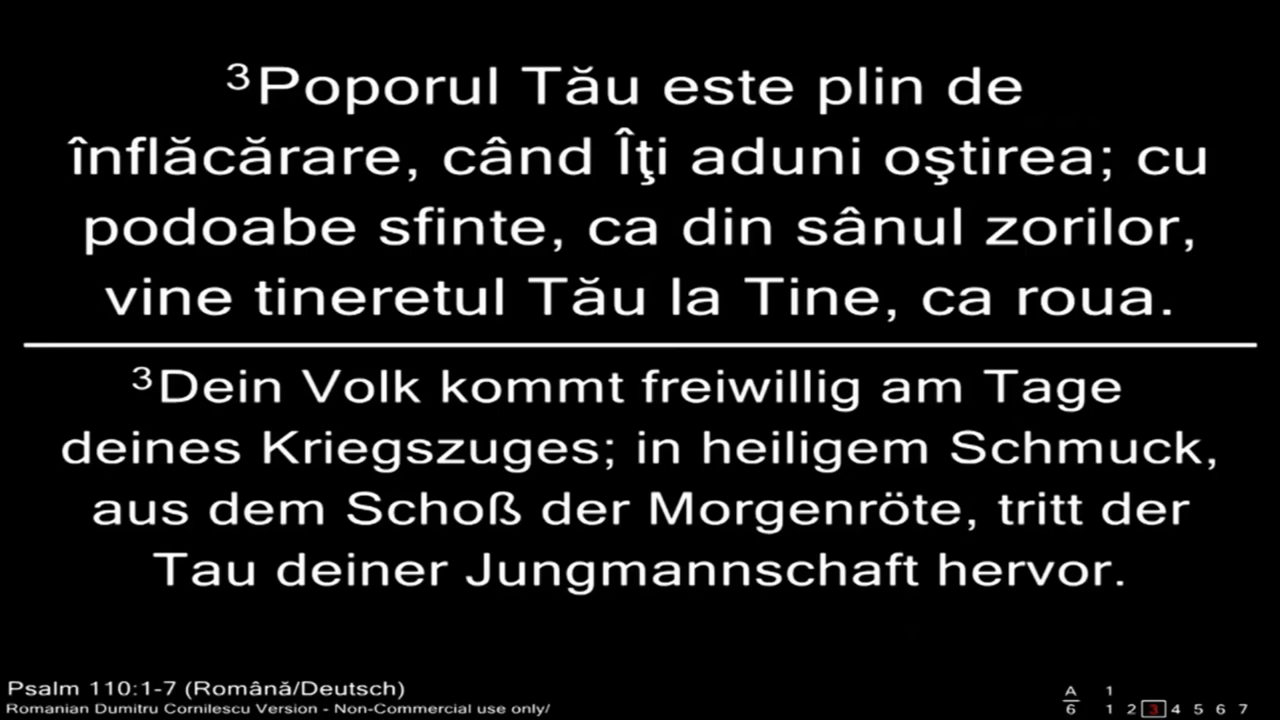 ³Poporul Tău este plin de
înflăcărare, când Îţi aduni oştirea; cu
podoabe sfinte, ca din sânul zorilor,
vine tineretul Tău la Tine, ca roua.
³Dein Volk kommt freiwillig am Tage
deines Kriegszuges; in heiligem Schmuck,
aus dem Schoß der Morgenröte, tritt der
Tau deiner Jungmannschaft hervor.
Psalm 110:1-7 (Română/Deutsch)
Romanian Dumitru Cornilescu Version - Non-Commercial use only/
A 1
6 1 2 3 4 5 6 7